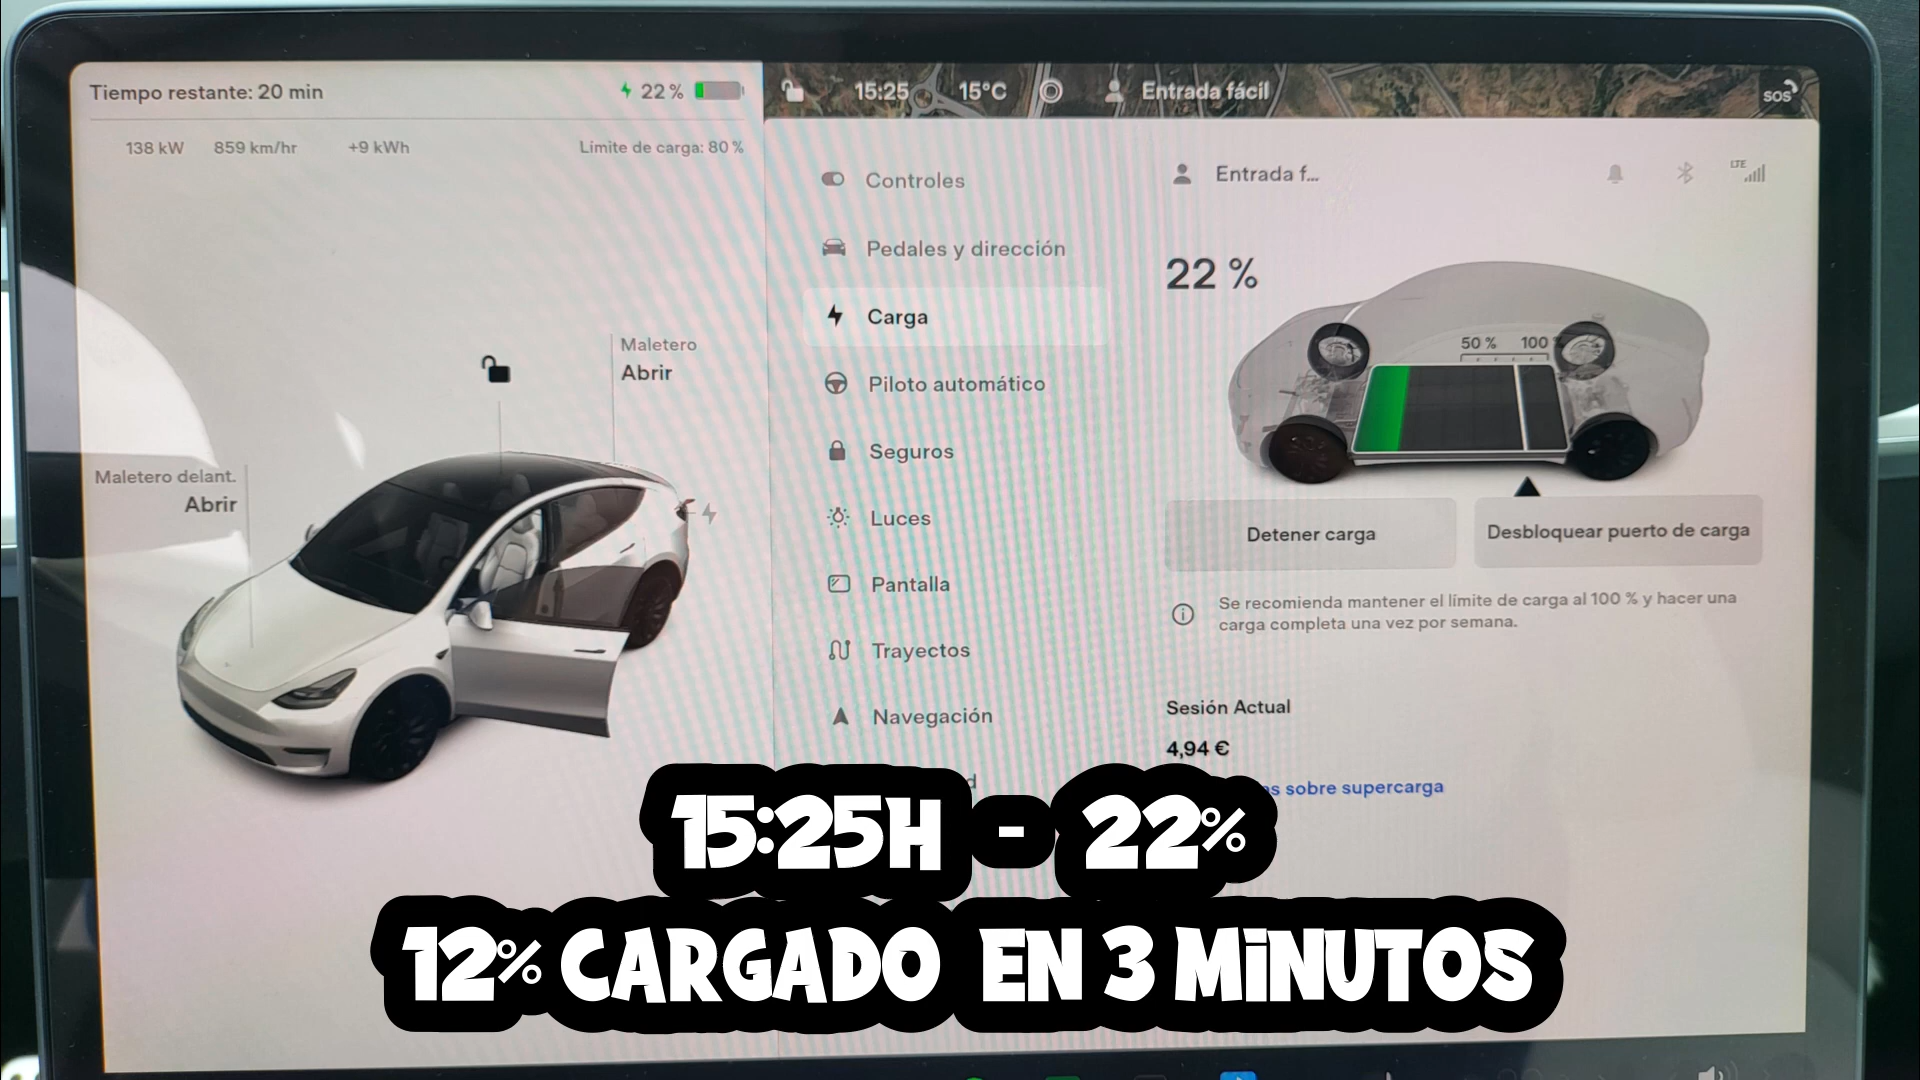 Tiempo restante: 20 min
22 %
138 kW 859 km/hr +9 kWh Límite de carga: 80 %
Maletero
Abrir
Maletero delant.
Abrir
15:25 15°C Entrada fácil SOS
Controles
Pedales y dirección
Carga
Piloto automático
Seguros
Luces
Pantalla
Trayectos
Navegación
Entrada f...
LTE
22 %
50 % 100
Detener carga
Desbloquear puerto de carga
Se recomienda mantener el límite de carga al 100 % y hacer una
carga completa una vez por semana.
Sesión Actual
4,94 €
sobre supercarga
15:25H - 22%
12% CARGADO EN 3 MINUTOS